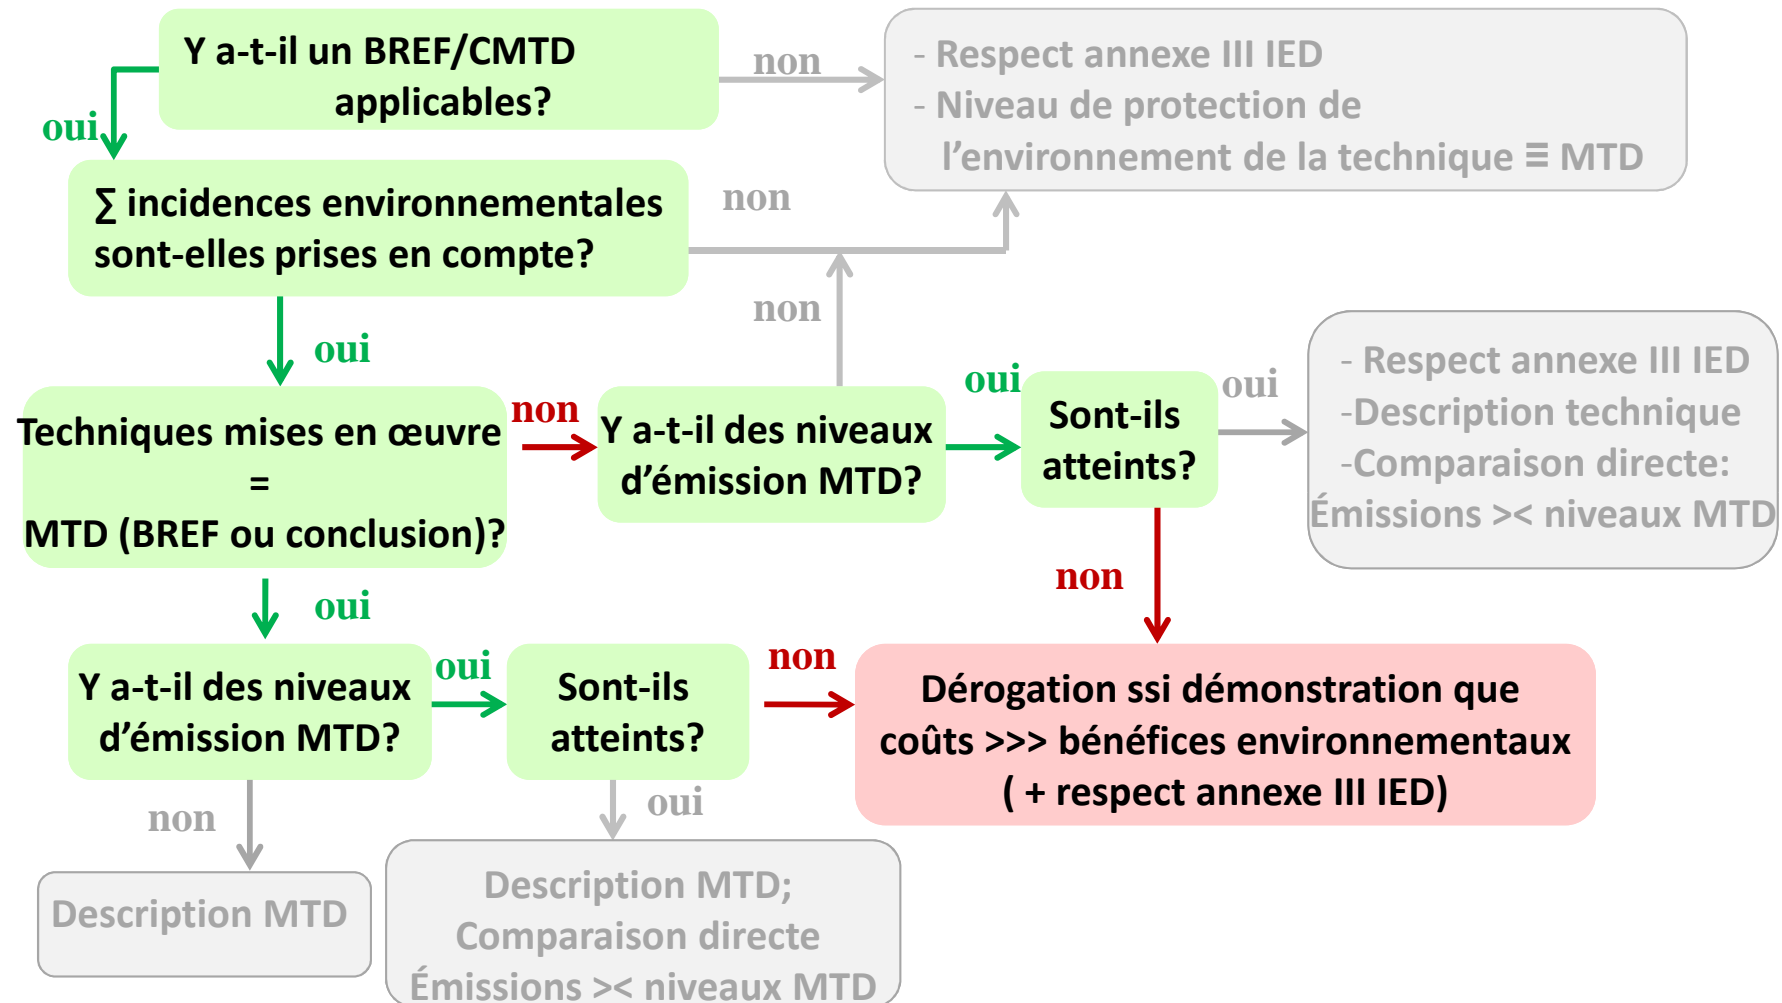 Y a-t-il un BREF/CMTD
applicables?
non
- Respect annexe III IED
- Niveau de protection de
l’environnement de la technique ≡ MTD
oui
∑ incidences environnementales
sont-elles prises en compte?
non
non
oui
Techniques mises en œuvre
=
MTD (BREF ou conclusion)?
non
Y a-t-il des niveaux
d’émission MTD?
oui
Sont-ils
atteints?
oui
- Respect annexe III IED
-Description technique
-Comparaison directe:
Émissions >< niveaux MTD
non
oui
Y a-t-il des niveaux
d’émission MTD?
oui
Sont-ils
atteints?
non
Dérogation ssi démonstration que
coûts >>> bénéfices environnementaux
( + respect annexe III IED)
non
oui
Description MTD
Description MTD;
Comparaison directe
Émissions >< niveaux MTD